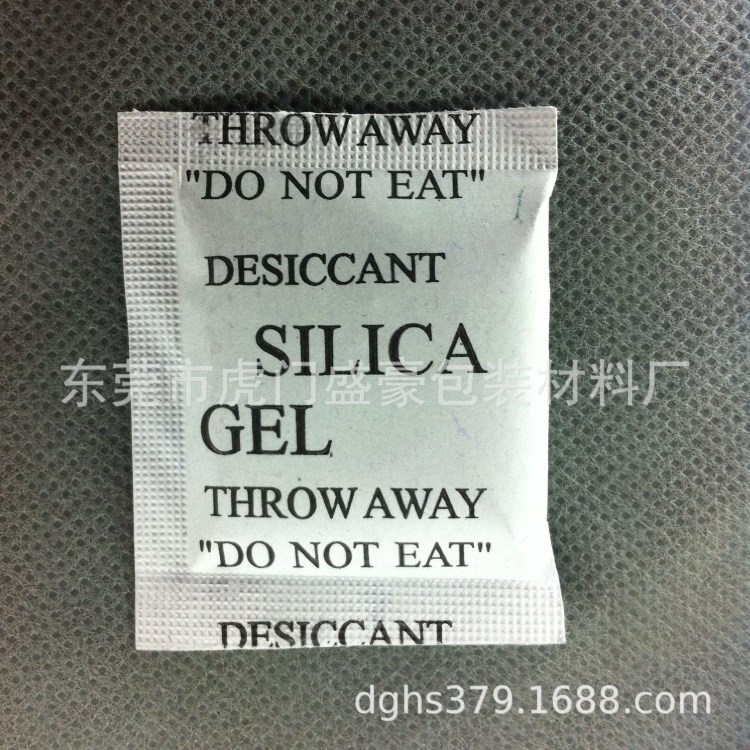 THROW AWAY
"DO NOT EAT"
DESICCANT
SILICA
东莞市虎门盛豪包装材料厂
GEL
THROW AWAY
"DO NOT EAT"
DESICCANT
dghs379.1688.com